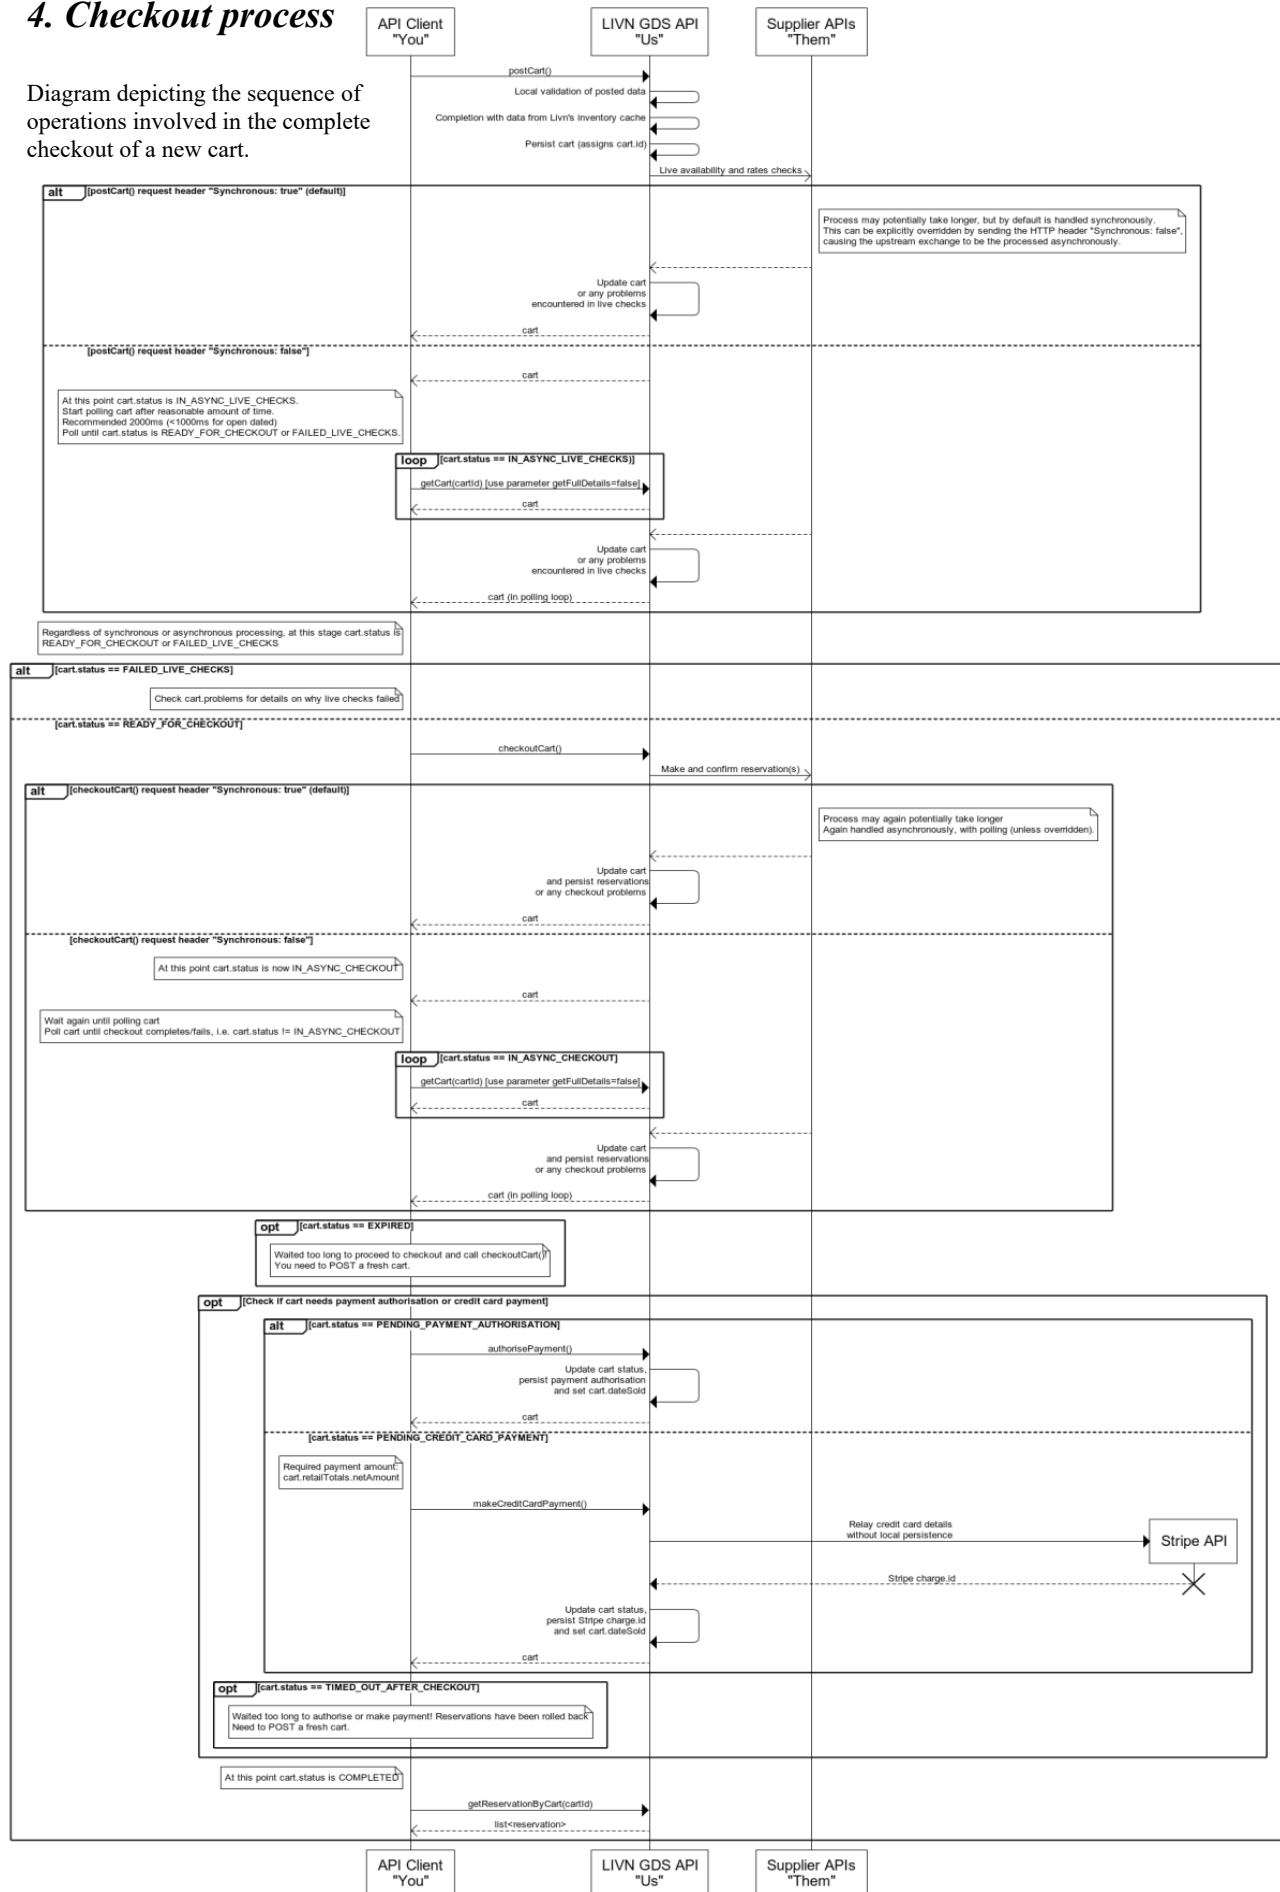 4. Checkout process
Diagram depicting the sequence of
operations involved in the complete
checkout of a new cart.
API Client
"You"
LIVN GDS API
"Us"
Supplier APIs
"Them"
postCart()
Local validation of posted data
Completion with data from Livn's inventory cache
Persist cart (assigns cart.id)
Live availability and rates checks
alt
[postCart() request header "Synchronous: true" (default)]
Process may potentially take longer, but by default is handled synchronously.
This can be explicitly overridden by sending the HTTP header "Synchronous: false",
causing the upstream exchange to be processed asynchronously.
Update cart
or any problems
encountered in live checks
cart
[postCart() request header "Synchronous: false"]
cart
At this point cart.status is IN_ASYNC_LIVE_CHECKS.
Start polling cart after reasonable amount of time.
Recommended 2000ms (<1000ms for open dated)
Poll until cart.status is READY_FOR_CHECKOUT or FAILED_LIVE_CHECKS.
loop
[cart.status == IN_ASYNC_LIVE_CHECKS)]
getCart(cartId) [use parameter getFullDetails=false]
cart
Update cart
or any problems
encountered in live checks
cart (in polling loop)
Regardless of synchronous or asynchronous processing, at this stage cart.status is
READY_FOR_CHECKOUT or FAILED_LIVE_CHECKS
alt
[cart.status == FAILED_LIVE_CHECKS]
Check cart.problems for details on why live checks failed
[cart.status == READY_FOR_CHECKOUT]
checkoutCart()
Make and confirm reservation(s)
alt
[checkoutCart() request header "Synchronous: true" (default)]
Process may again potentially take longer
Again handled asynchronously, with polling (unless overridden).
Update cart
and persist reservations
or any checkout problems
cart
[checkoutCart() request header "Synchronous: false"]
At this point cart.status is now IN_ASYNC_CHECKOUT
cart
Wait again until polling cart
Poll cart until checkout completes/fails, i.e. cart.status != IN_ASYNC_CHECKOUT
loop
[cart.status == IN_ASYNC_CHECKOUT]
getCart(cartId) [use parameter getFullDetails=false]
cart
Update cart
and persist reservations
or any checkout problems
cart (in polling loop)
opt
[cart.status == EXPIRED]
Waited too long to proceed to checkout and call checkoutCart()!
You need to POST a fresh cart.
opt
[Check if cart needs payment authorisation or credit card payment]
alt
[cart.status == PENDING_PAYMENT_AUTHORISATION]
authorisePayment()
Update cart status,
persist payment authorisation
and set cart.dateSold
cart
[cart.status == PENDING_CREDIT_CARD_PAYMENT]
Required payment amount:
cart.retailTotals.netAmount
makeCreditCardPayment()
Relay credit card details
without local persistence
Stripe API
Stripe charge.id
Update cart status,
persist Stripe charge.id
and set cart.dateSold
cart
opt
[cart.status == TIMED_OUT_AFTER_CHECKOUT]
Waited too long to authorise or make payment! Reservations have been rolled back
Need to POST a fresh cart.
At this point cart.status is COMPLETED
getReservationByCart(cartId)
list<reservation>
API Client
"You"
LIVN GDS API
"Us"
Supplier APIs
"Them"